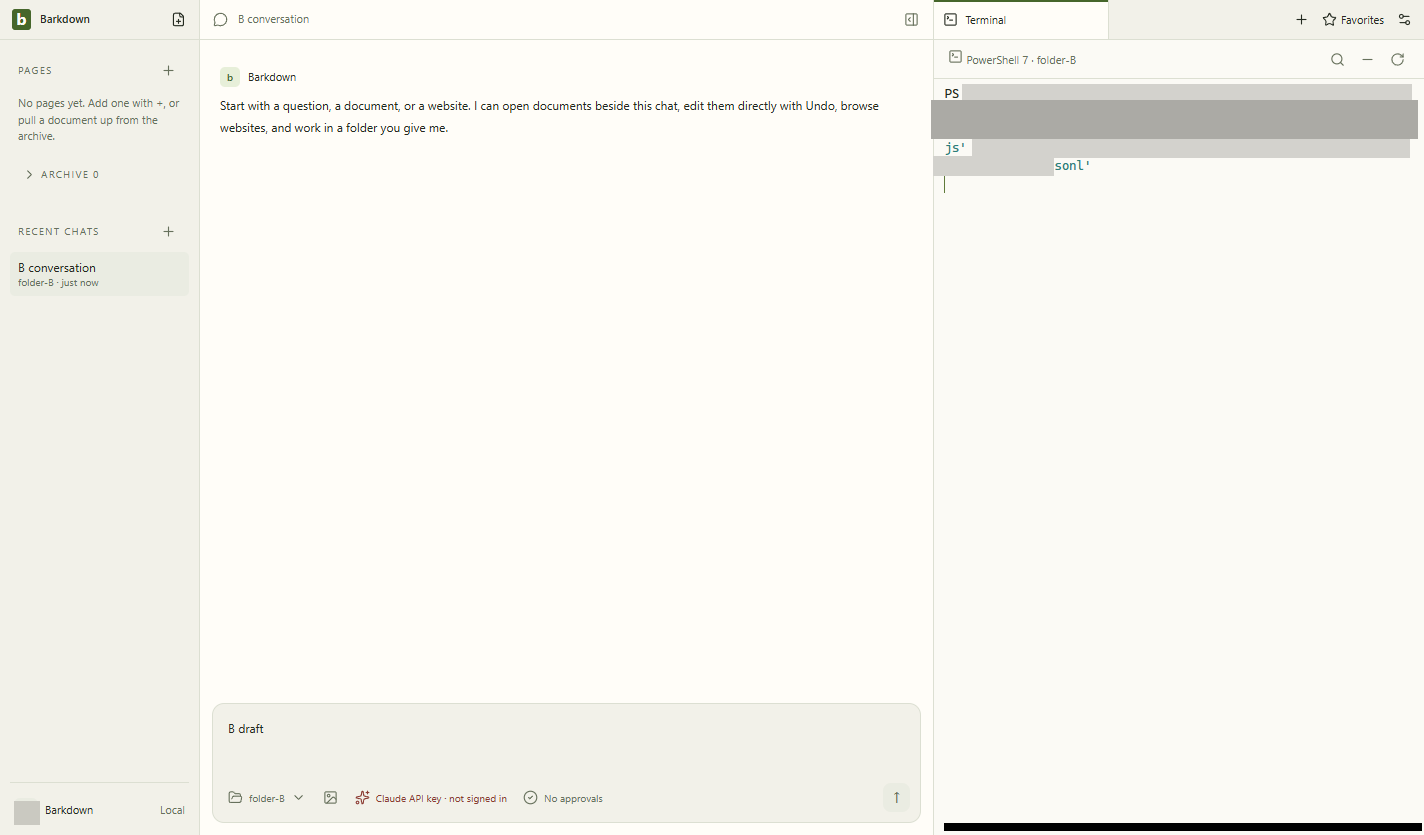 b Barkdown
PAGES
No pages yet. Add one with +, or
pull a document up from the
archive.
ARCHIVE 0
RECENT CHATS
B conversation
folder-B · just now
Barkdown
Local
B conversation
b Barkdown
Start with a question, a document, or a website. I can open documents beside this chat, edit them directly with Undo, browse
websites, and work in a folder you give me.
B draft
folder-B
Claude API key · not signed in
No approvals
Terminal
Favorites
PowerShell 7 · folder-B
PS
js'
sonl'